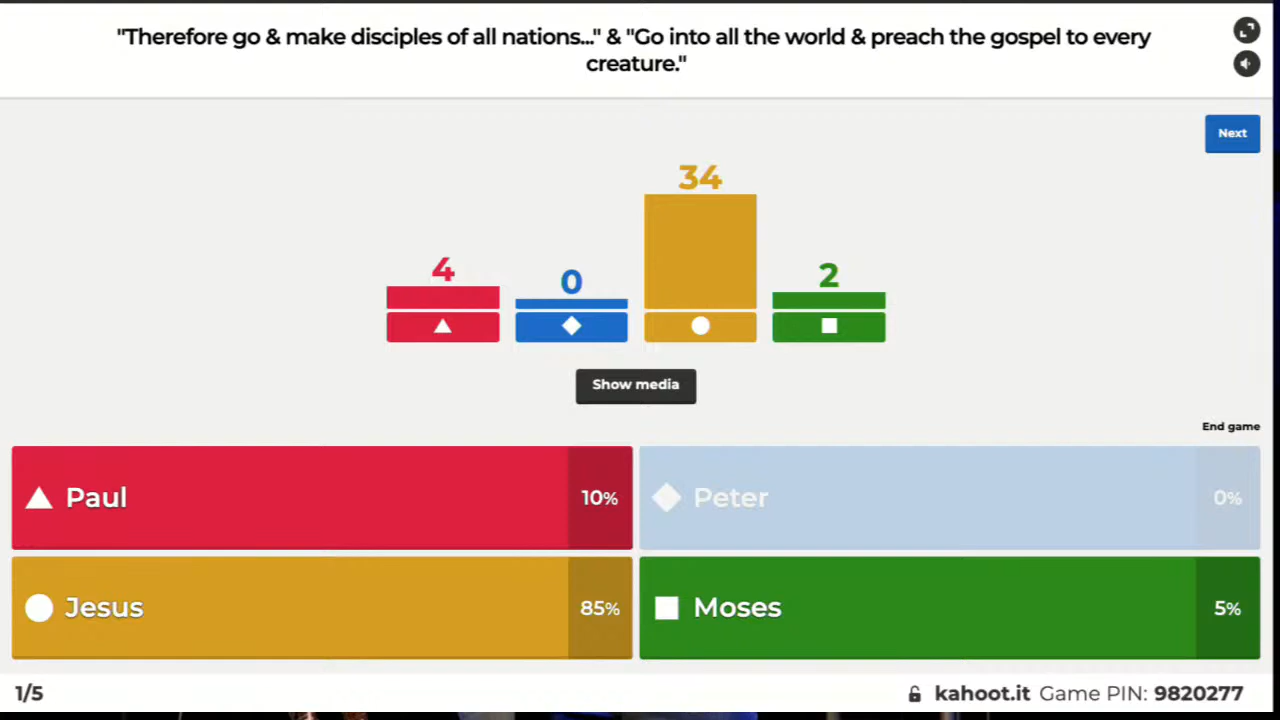 "Therefore go & make disciples of all nations..." & "Go into all the world & preach the gospel to every
creature."
Next
34
4
0
2
Show media
End game
Paul
10%
Peter
0%
Jesus
85%
Moses
5%
1/5
kahoot.it Game PIN: 9820277